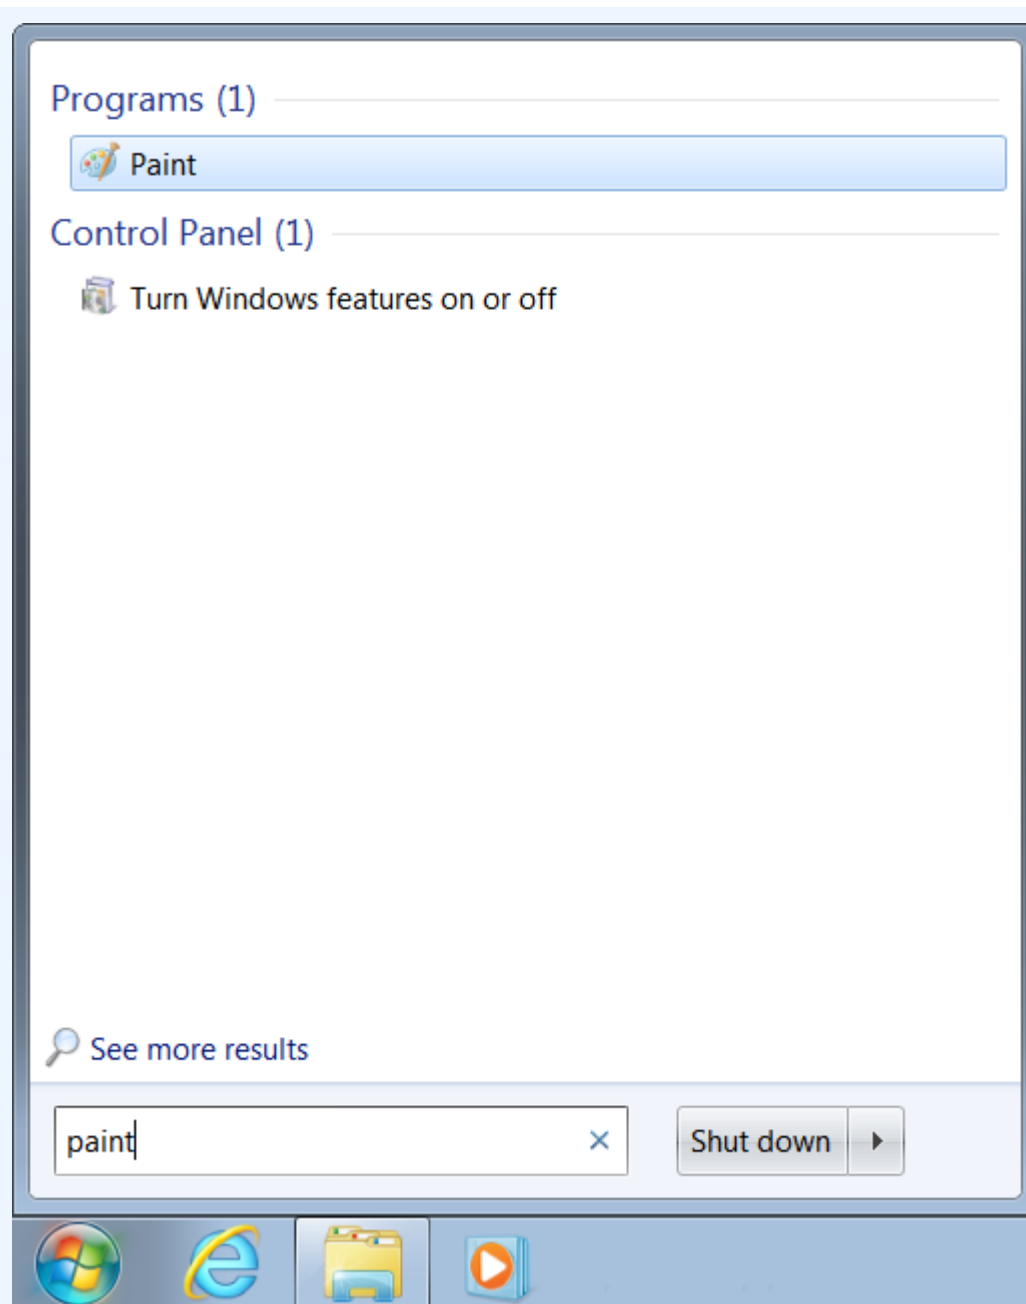 Programs (1)
Paint
Control Panel (1)
Turn Windows features on or off
See more results
paint
Shut down